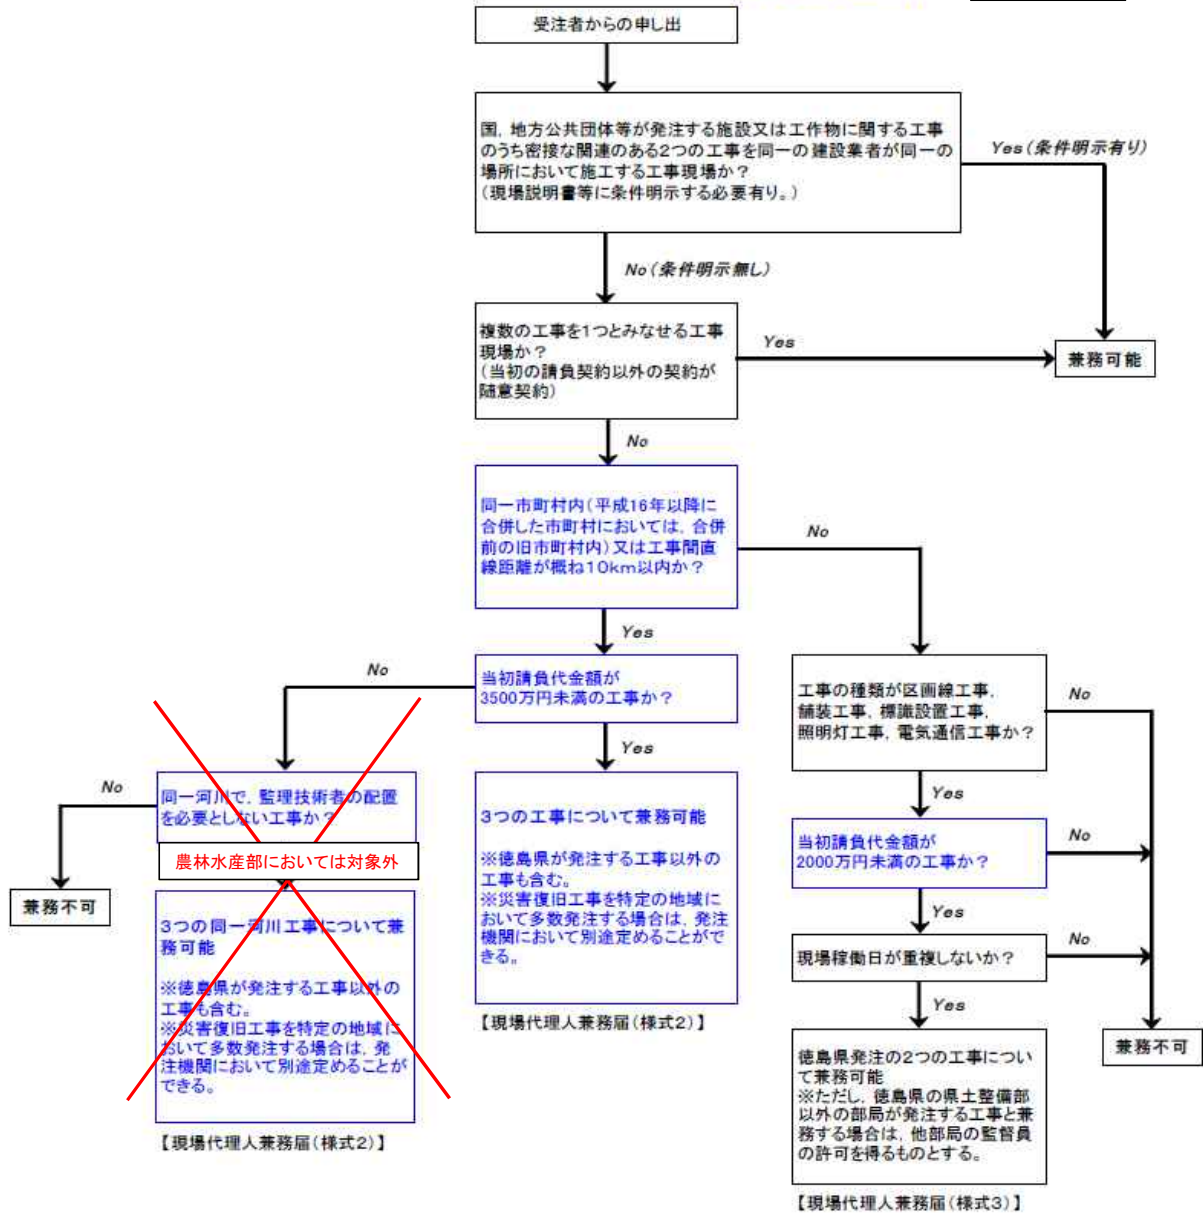 受注者からの申し出
国，地方公共団体等が発注する施設又は工作物に関する工事
のうち密接な関連のある2つの工事を同一の建設業者が同一の
場所において施工する工事現場か？
（現場説明書等に条件明示する必要有り。）
Yes（条件明示有り）
No（条件明示無し）
複数の工事を1つとみなせる工事
現場か？
（当初の請負契約以外の契約が
随意契約）
Yes
兼務可能
No
同一市町村内（平成16年以降に
合併した市町村においては，合併
前の旧市町村内）又は工事間直
線距離が概ね10km以内か？
No
Yes
当初請負代金額が
3500万円未満の工事か？
No
工事の種類が区画線工事，
舗装工事，標識設置工事，
照明灯工事，電気通信工事か？
No
Yes
同一河川で，監理技術者の配置
を必要としない工事か？
No
農林水産部においては対象外
兼務不可
3つの同一河川工事について兼
務可能
※徳島県が発注する工事以外の
工事も含む。
※災害復旧工事を特定の地域に
おいて多数発注する場合は，発
注機関において別途定めることが
できる。
【現場代理人兼務届（様式2）】
3つの工事について兼務可能
※徳島県が発注する工事以外の
工事も含む。
※災害復旧工事を特定の地域に
おいて多数発注する場合は，発注
機関において別途定めることがで
きる。
【現場代理人兼務届（様式2）】
Yes
当初請負代金額が
2000万円未満の工事か？
No
Yes
現場稼働日が重複しないか？
No
Yes
兼務不可
徳島県発注の2つの工事につい
て兼務可能
※ただし，徳島県の県土整備部
以外の部局が発注する工事と兼
務する場合は，他部局の監督員
の許可を得るものとする。
【現場代理人兼務届（様式3）】